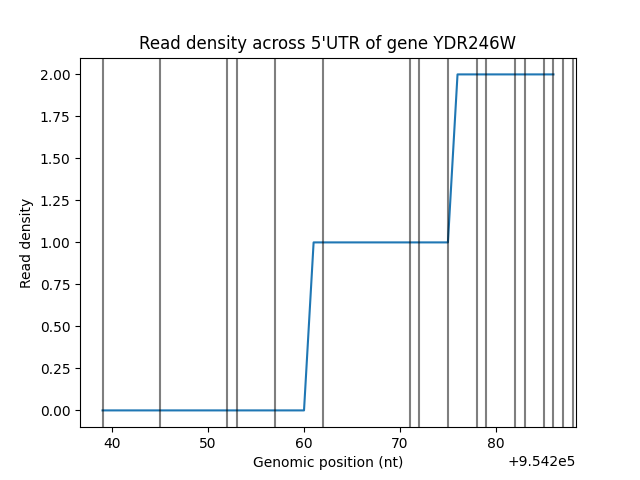 Read density across 5'UTR of gene YDR246W
2.00
1.75
1.50
1.25
1.00
0.75
0.50
0.25
0.00
Read density
40 50 60 70 80
Genomic position (nt)
+9.542e5